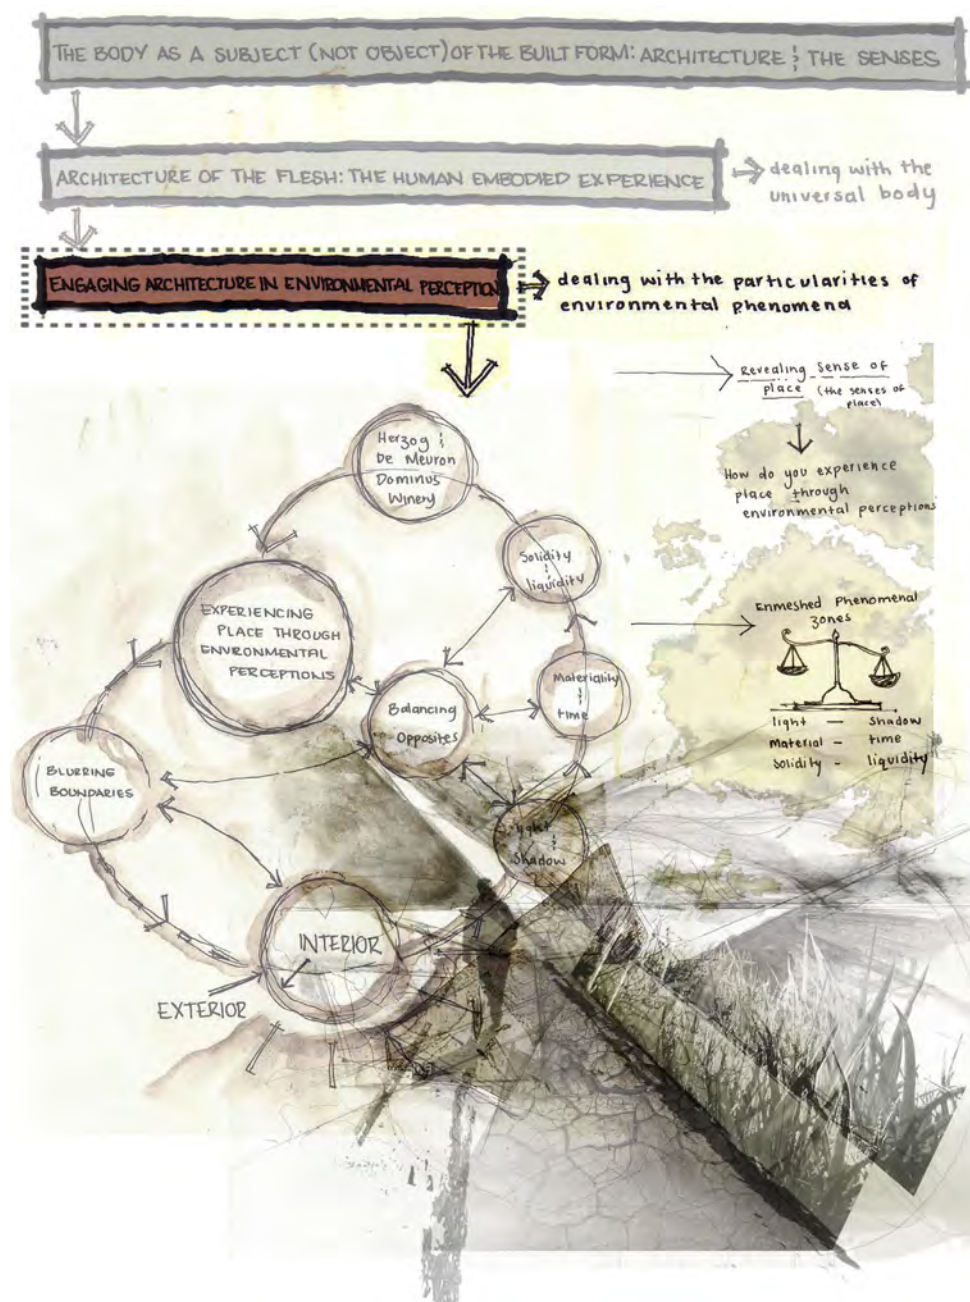 THE BODY AS A SUBJECT (NOT OBJECT) OF THE BUILT FORM: ARCHITECTURE & THE SENSES
ARCHITECTURE OF THE FLESH: THE HUMAN EMBODIED EXPERIENCE
dealing with the
universal body
ENGAGING ARCHITECTURE IN ENVIRONMENTAL PERCEPTION
dealing with the particularities of
environmental phenomena
Revealing Sense of
place (the senses of
place)
How do you experience
place through
environmental perceptions
Herzog &
De Meuron
Dominus
Winery
Solidity
&
liquidity
EXPERIENCING
PLACE THROUGH
ENVIRONMENTAL
PERCEPTIONS
Enmeshed Phenomenal
Zones
light — shadow
material - time
solidity - liquidity
Materiality
&
time
Balancing
Opposites
BLURRING
BOUNDARIES
light
&
shadow
INTERIOR
EXTERIOR